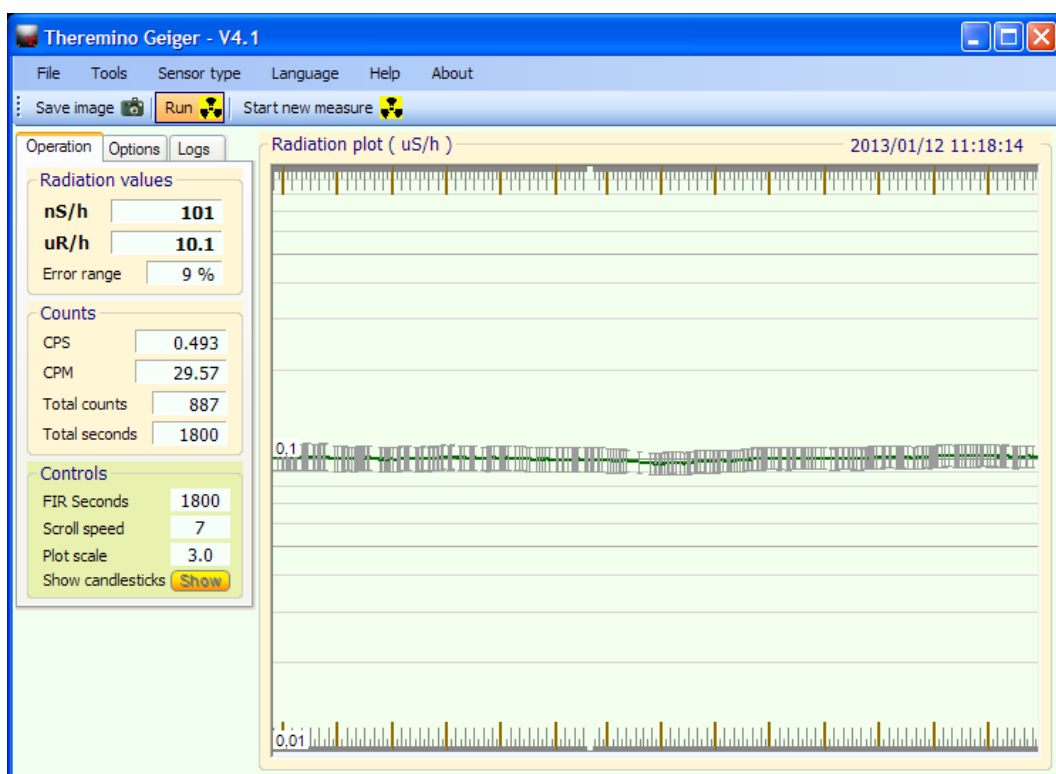 Theremino Geiger - V4.1
File Tools Sensor type Language Help About
Save image Run Start new measure
Operation Options Logs
Radiation plot ( uS/h ) 2013/01/12 11:18:14
Radiation values
nS/h 101
uR/h 10.1
Error range 9 %
Counts
CPS 0.493
CPM 29.57
Total counts 887
Total seconds 1800
Controls
FIR Seconds 1800
Scroll speed 7
Plot scale 3.0
Show candlesticks Show
0,1
0,01